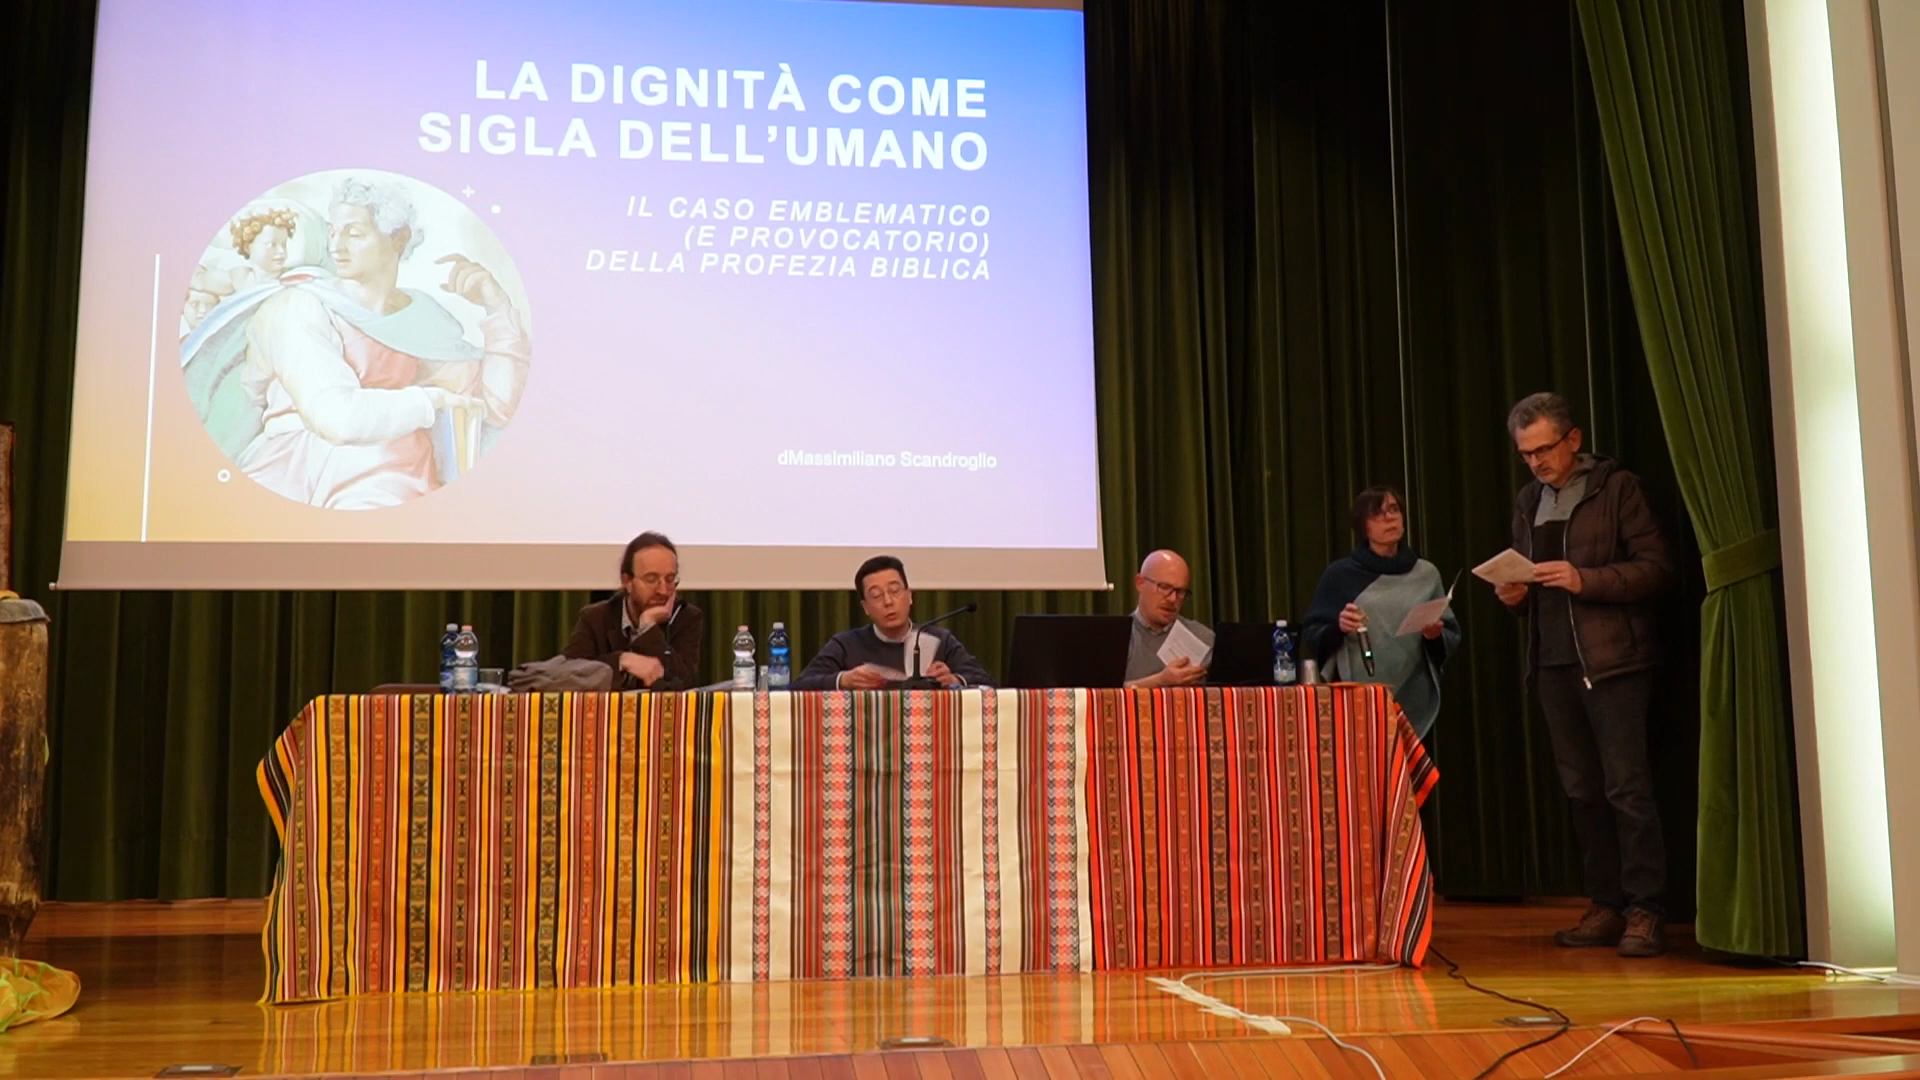 LA DIGNITÀ COME
SIGLA DELL'UMANO
IL CASO EMBLEMATICO
(E PROVOCATORIO)
DELLA PROFEZIA BIBLICA
dMassimiliano Scandroglio